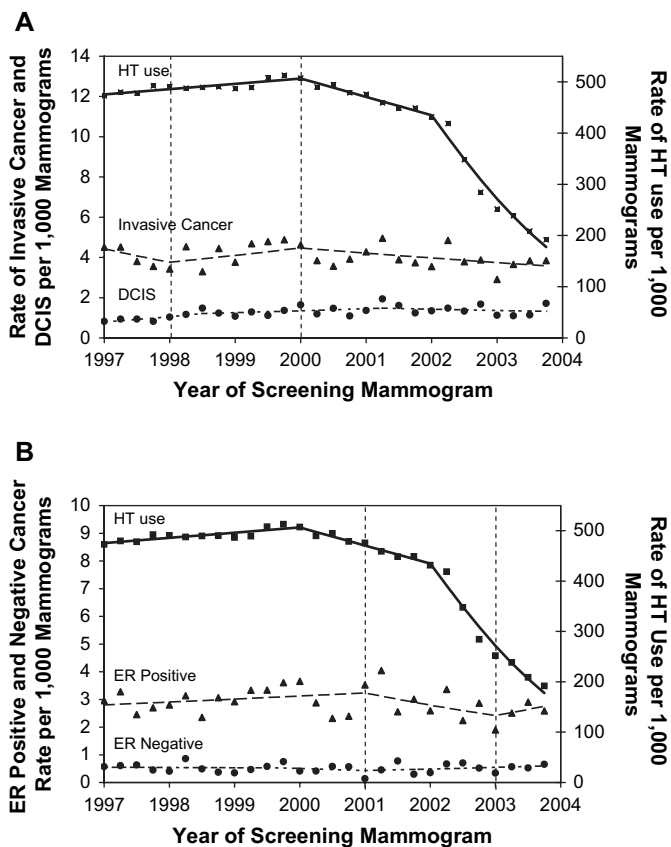 A
Rate of Invasive Cancer and
DCIS per 1,000 Mammograms
14
12
10
8
6
4
2
0
HT use
Invasive Cancer
DCIS
500
400
300
200
100
0
Rate of HT use per 1,000
Mammograms
1997 1998 1999 2000 2001 2002 2003 2004
Year of Screening Mammogram
B
ER Positive and Negative Cancer
Rate per 1,000 Mammograms
10
9
8
7
6
5
4
3
2
1
0
HT use
ER Positive
ER Negative
500
400
300
200
100
0
Rate of HT Use per 1,000
Mammograms
1997 1998 1999 2000 2001 2002 2003 2004
Year of Screening Mammogram